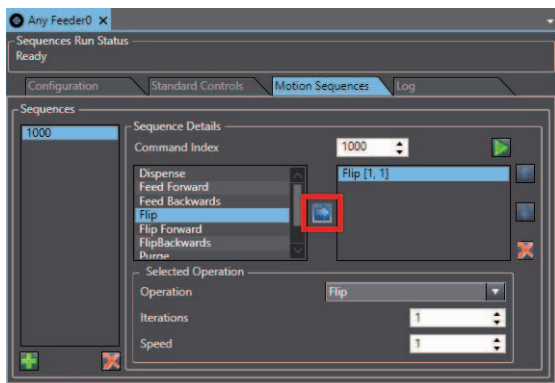 Any Feeder0
Sequences Run Status
Ready
Configuration Standard Controls Motion Sequences Log
Sequences
1000
Sequence Details
Command Index 1000
Dispense
Feed Forward
Feed Backwards
Flip
Flip Forward
FlipBackwards
Purge
Flip [1, 1]
Selected Operation
Operation Flip
Iterations 1
Speed 1